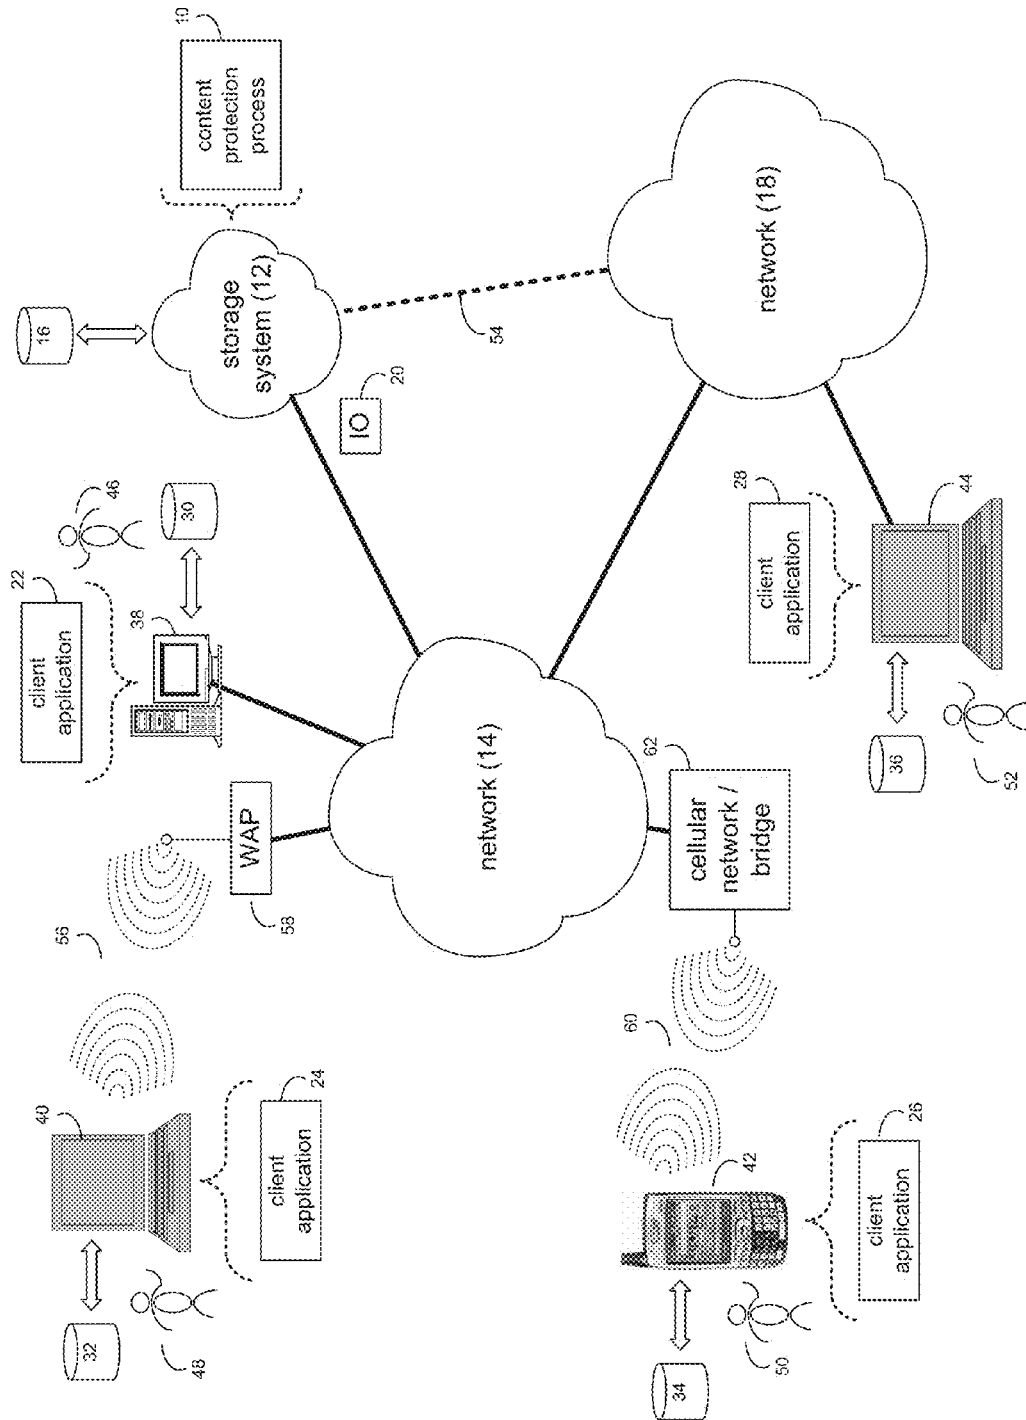 10
content
protection
process
16
storage
system (12)
54
IO
20
network (18)
46
30
22
client
application
38
28
client
application
44
36
52
network (14)
WAP
58
56
62
cellular
network /
bridge
60
40
24
client
application
32
48
42
26
client
application
34
50